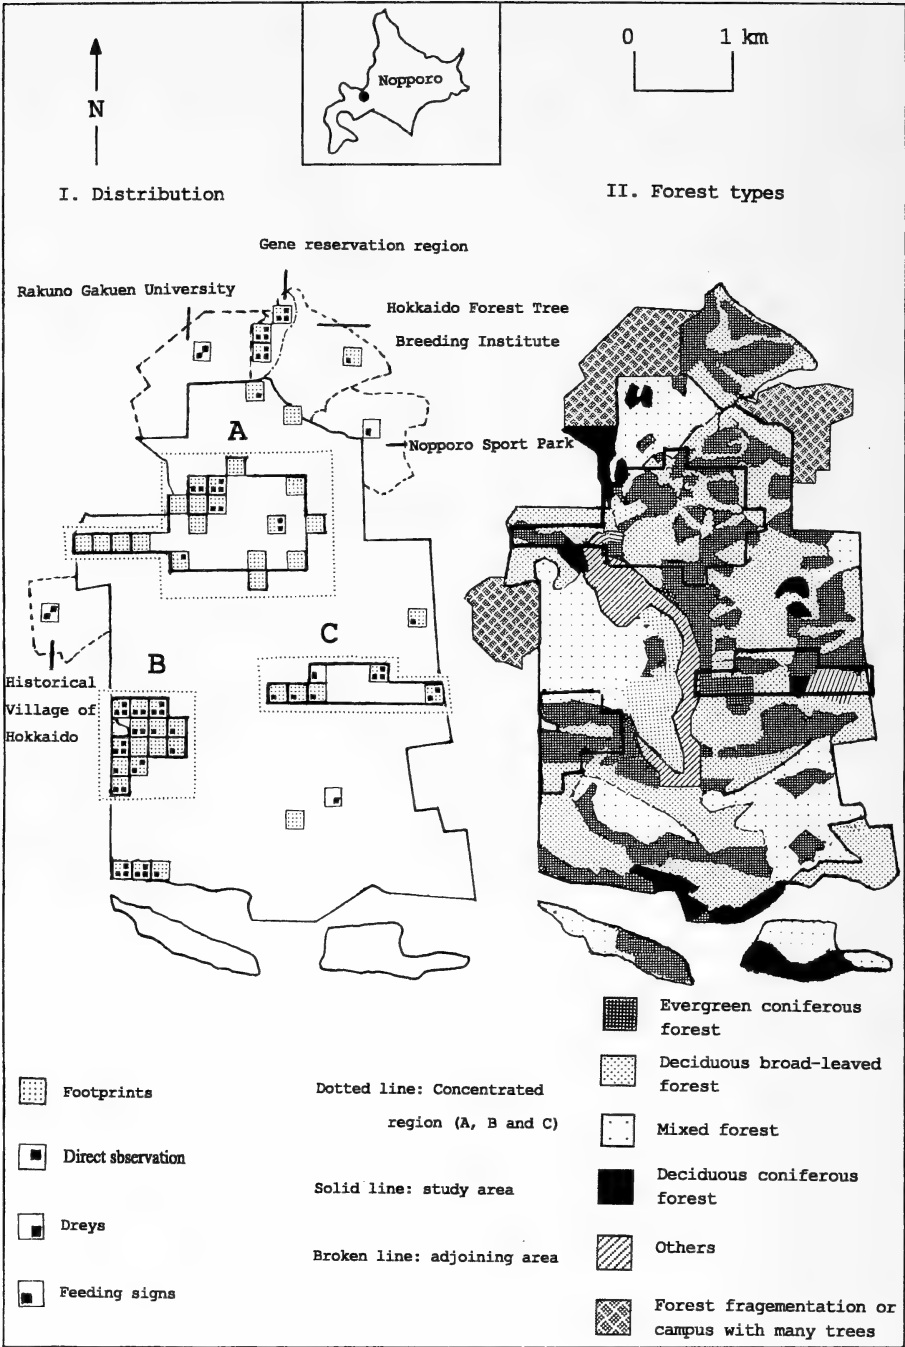 Nopporo
0 1 km
N
I. Distribution
II. Forest types
Gene reservation region
Rakuno Gakuen University
Hokkaido Forest Tree
Breeding Institute
A
Nopporo Sport Park
C
B
Historical
Village of
Hokkaido
Footprints
Direct sbservation
Dreys
Feeding signs
Dotted line: Concentrated
region (A, B and C)
Solid line: study area
Broken line: adjoining area
Evergreen coniferous
forest
Deciduous broad-leaved
forest
Mixed forest
Deciduous coniferous
forest
Others
Forest fragementation or
campus with many trees